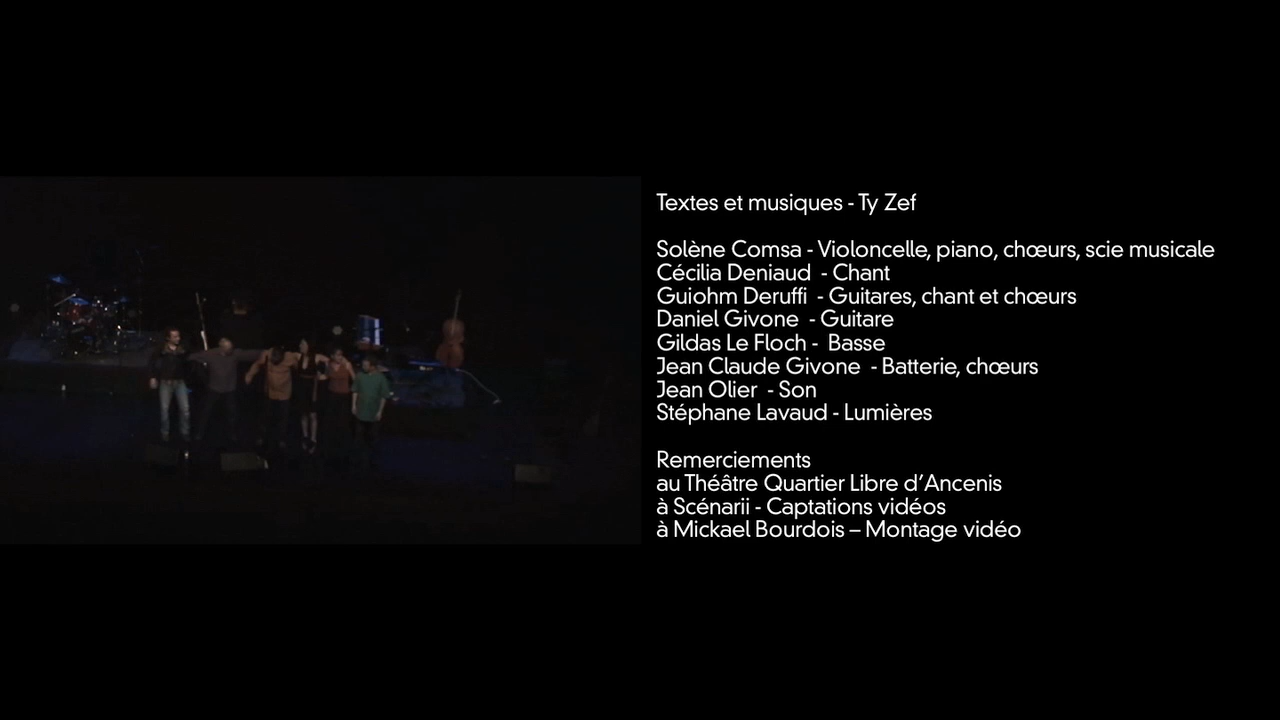 Textes et musiques - Ty Zef
Solène Comsa - Violoncelle, piano, chœurs, scie musicale
Cécilia Deniaud - Chant
Guiohm Deruffi - Guitares, chant et chœurs
Daniel Givone - Guitare
Gildas Le Floch - Basse
Jean Claude Givone - Batterie, chœurs
Jean Olier - Son
Stéphane Lavaud - Lumières
Remerciements
au Théâtre Quartier Libre d’Ancenis
à Scénarii - Captations vidéos
à Mickael Bourdois – Montage vidéo